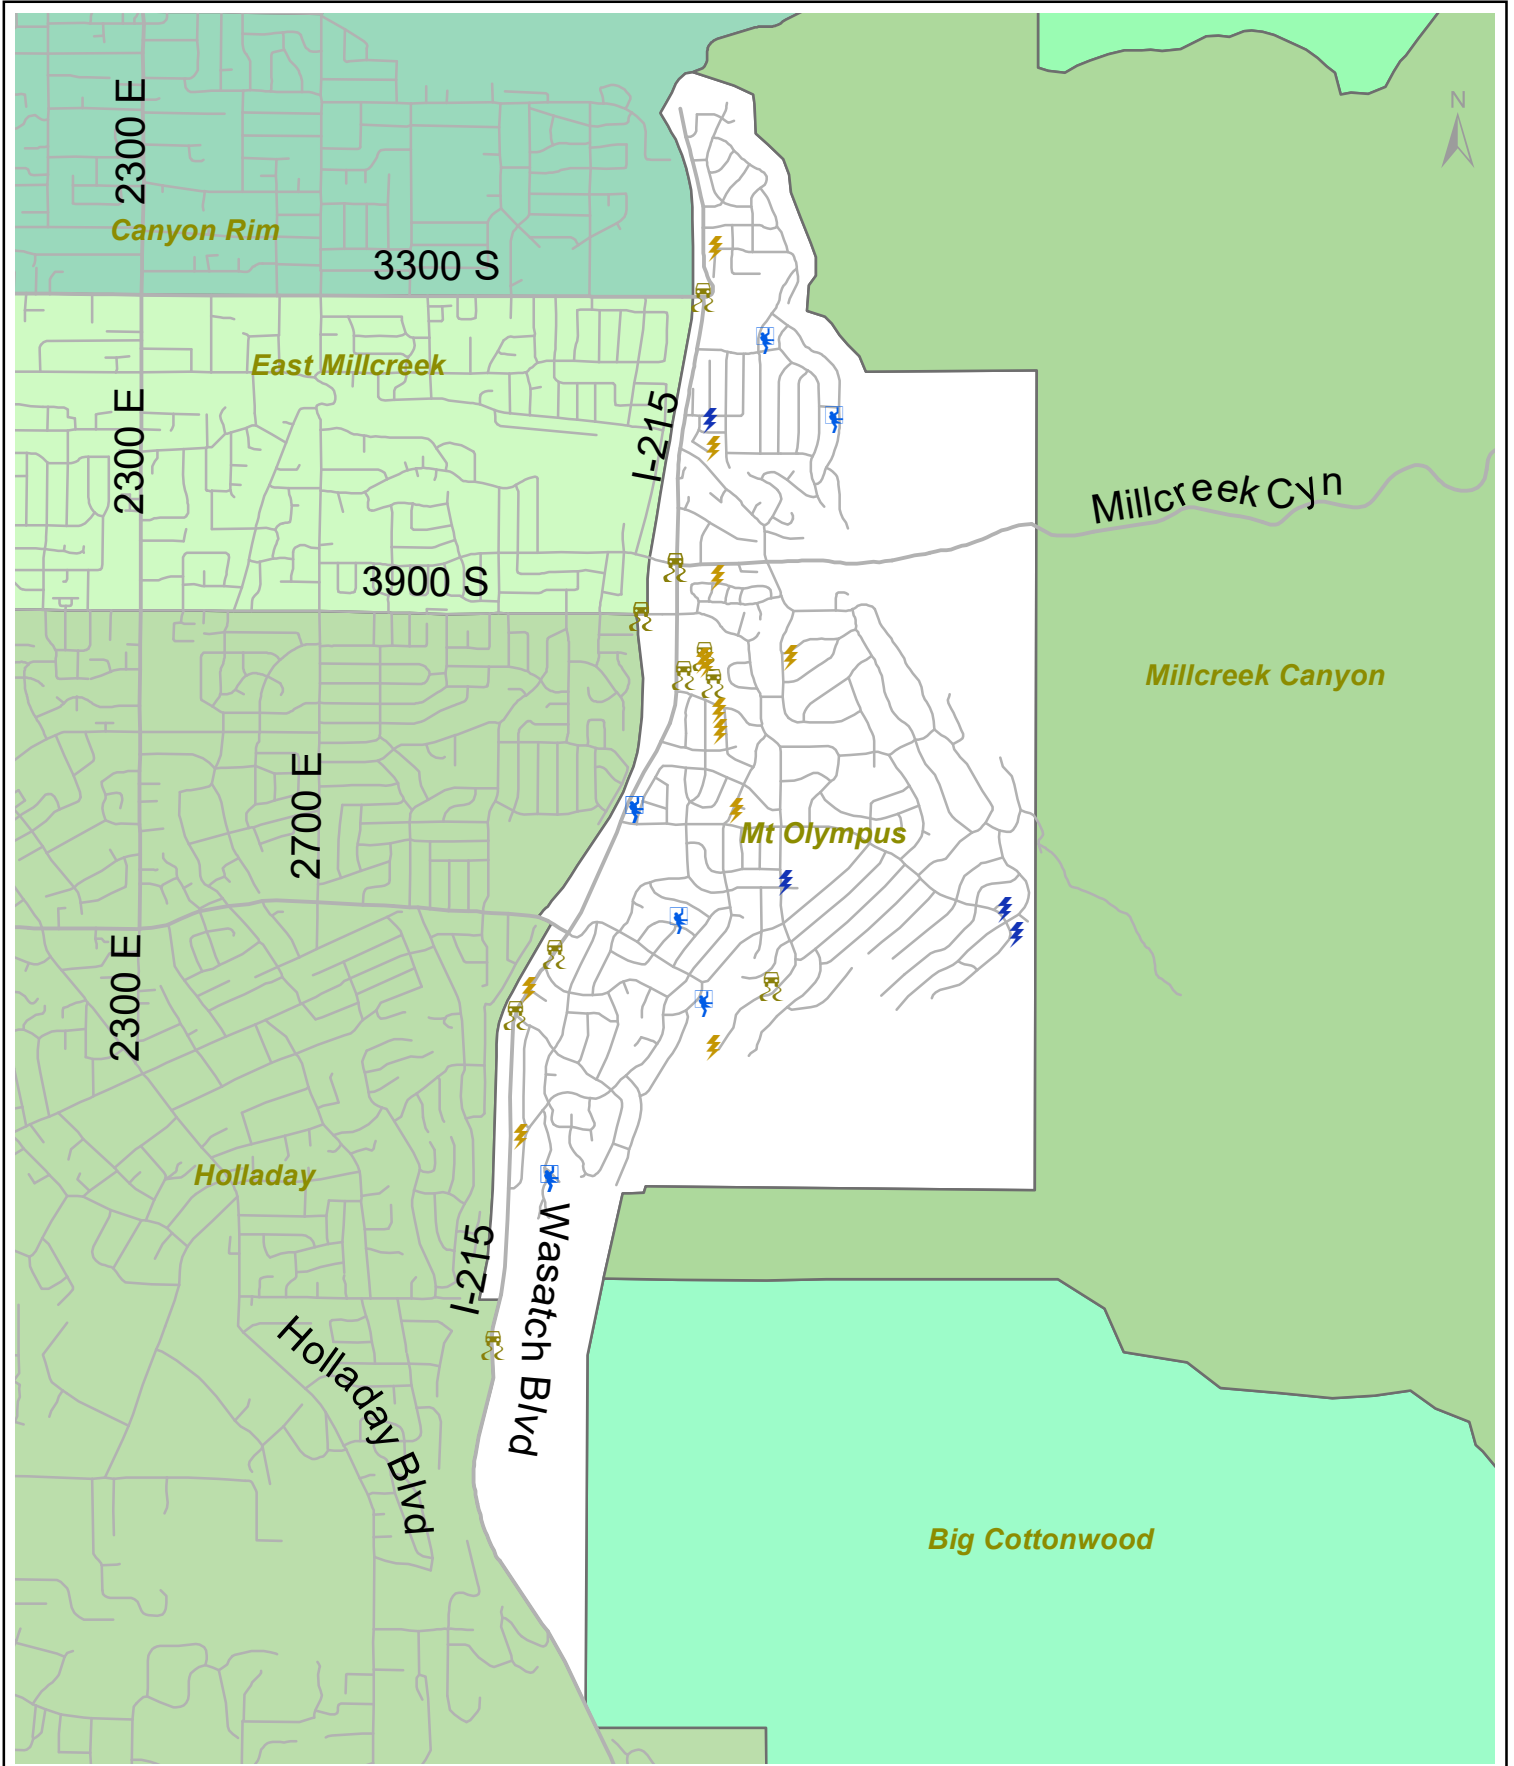 N
2300 E
Canyon Rim
3300 S
East Millcreek
2300 E
I-215
Millcreek Cyn
3900 S
Millcreek Canyon
2700 E
Mt Olympus
2300 E
Holladay
I-215
Wasatch Blvd
Holladay Blvd
Big Cottonwood